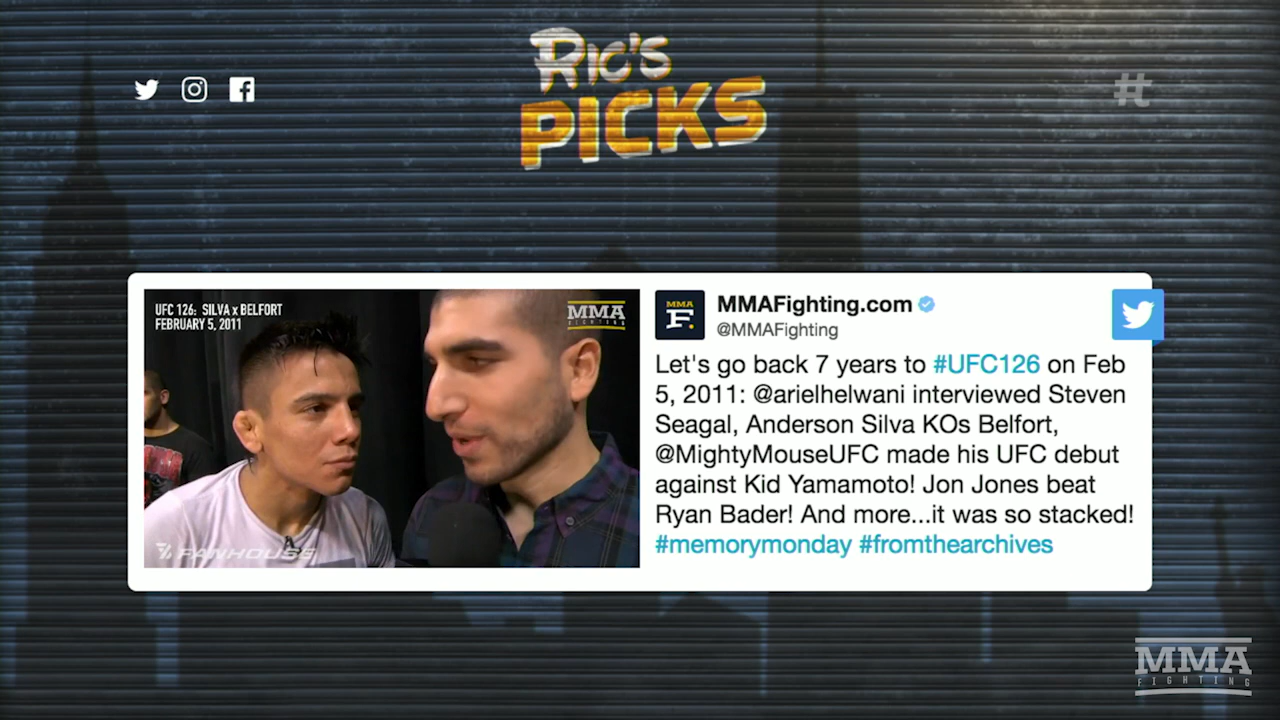 RIC'S
PICKS
#
UFC 126: SILVA x BELFORT
FEBRUARY 5, 2011
MMA
FIGHTING
FANHOUSE
MMA
F.
MMAFighting.com
@MMAFighting
Let's go back 7 years to #UFC126 on Feb
5, 2011: @arielhelwani interviewed Steven
Seagal, Anderson Silva KOs Belfort,
@MightyMouseUFC made his UFC debut
against Kid Yamamoto! Jon Jones beat
Ryan Bader! And more...it was so stacked!
#memorymonday #fromthearchives
MMA
FIGHTING